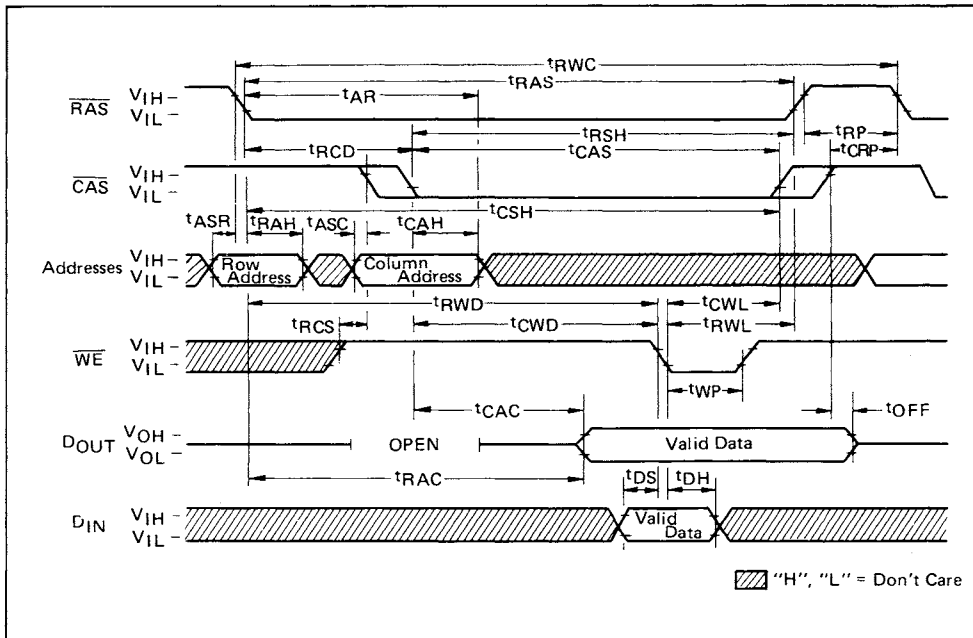 tRWC
tRAS
tAR
RAS
VIH
VIL
tRSH
tRP
tRCD
tCAS
tCRP
CAS
VIH
VIL
tCSH
tASR
tRAH
tASC
tCAH
Addresses
VIH
VIL
Row
Address
Column
Address
tRWD
tCWL
tRCS
tCWD
tRWL
WE
VIH
VIL
tWP
tCAC
tOFF
DOUT
VOH
VOL
OPEN
Valid Data
tRAC
tDS
tDH
DIN
VIH
VIL
Valid
Data
"H", "L" = Don't Care